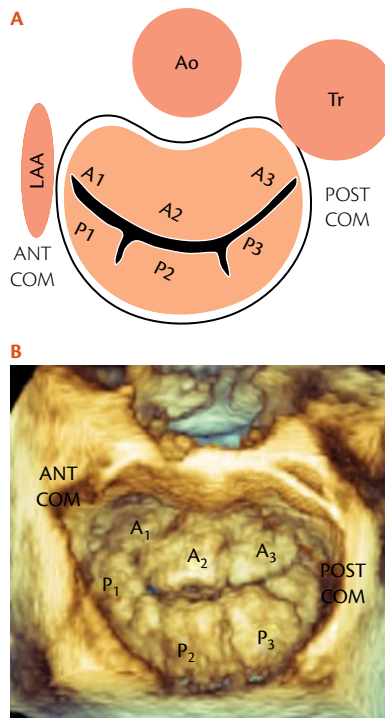 A
Ao
Tr
LAA
A1
A3
A2
POST
COM
P1
P3
ANT
COM
P2
B
ANT
COM
A₁
A₂
A₃
P₁
POST
COM
P₂
P₃